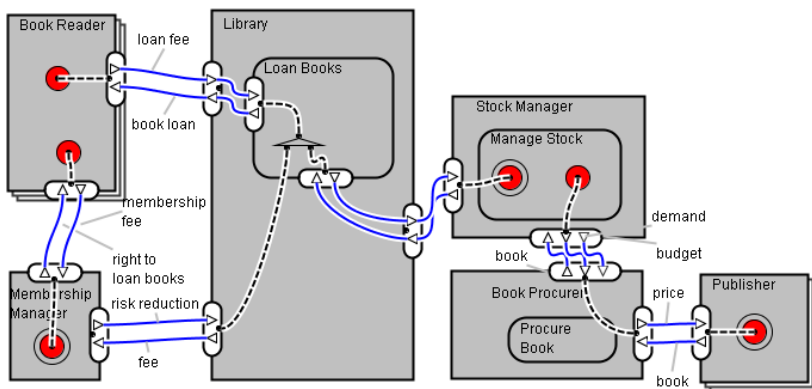 Book Reader
loan fee
Library
Loan Books
book loan
Stock Manager
Manage Stock
membership
fee
right to
loan books
demand
budget
book
Membership
Manager
risk reduction
fee
Book Procurer
Procure
Book
price
Publisher
book